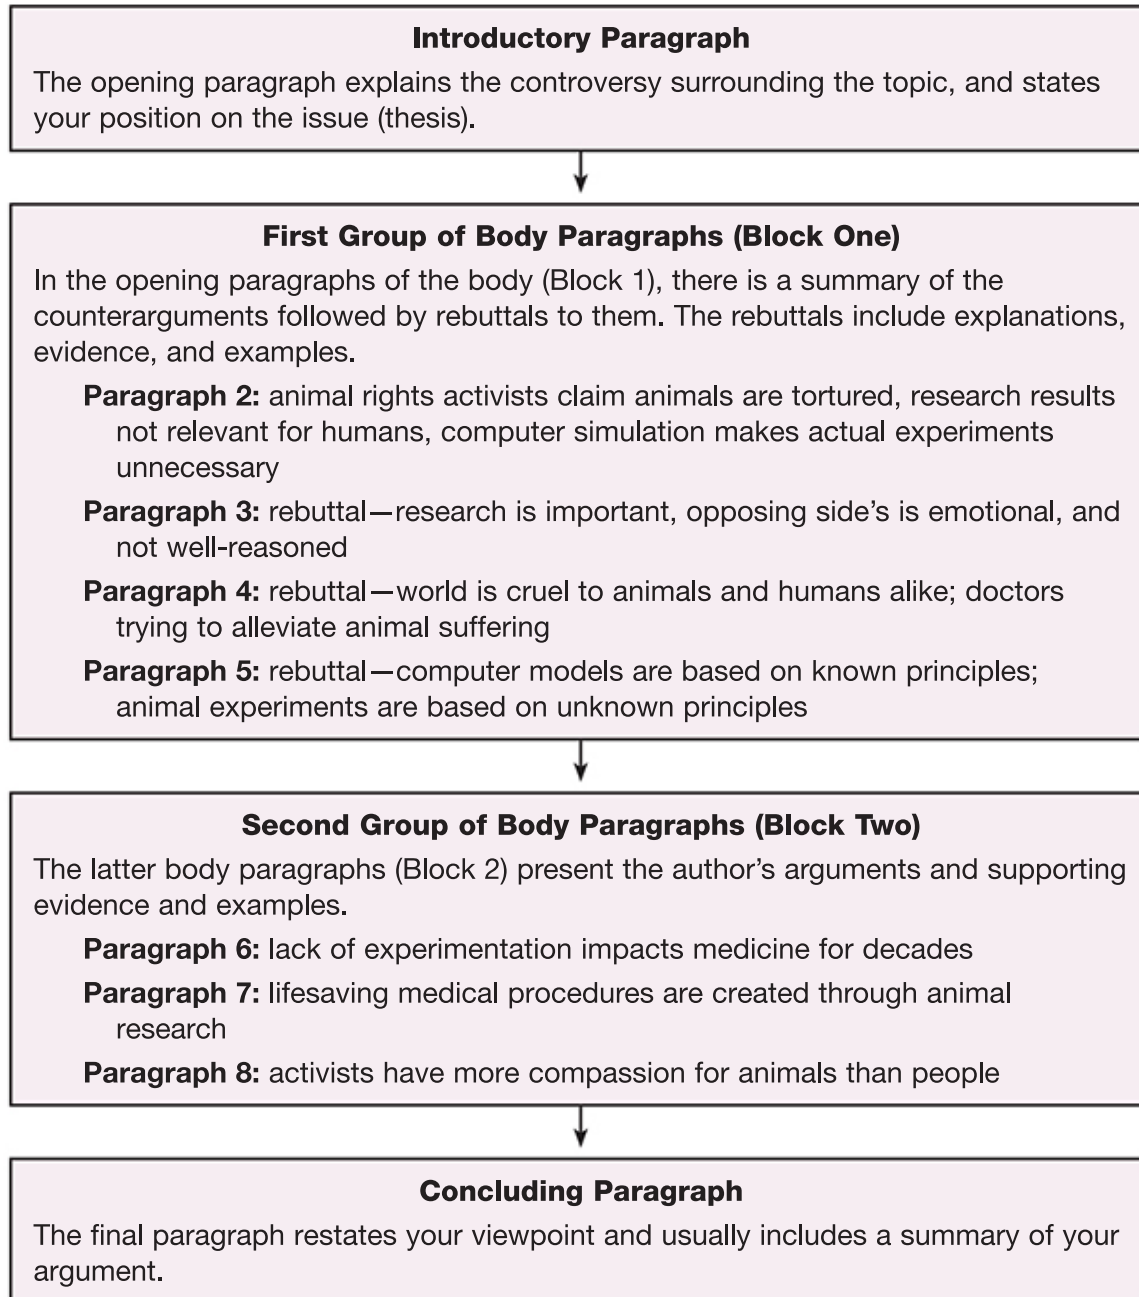 Introductory Paragraph
The opening paragraph explains the controversy surrounding the topic, and states
your position on the issue (thesis).
First Group of Body Paragraphs (Block One)
In the opening paragraphs of the body (Block 1), there is a summary of the
counterarguments followed by rebuttals to them. The rebuttals include explanations,
evidence, and examples.
Paragraph 2: animal rights activists claim animals are tortured, research results
not relevant for humans, computer simulation makes actual experiments
unnecessary
Paragraph 3: rebuttal—research is important, opposing side's is emotional, and
not well-reasoned
Paragraph 4: rebuttal—world is cruel to animals and humans alike; doctors
trying to alleviate animal suffering
Paragraph 5: rebuttal—computer models are based on known principles;
animal experiments are based on unknown principles
Second Group of Body Paragraphs (Block Two)
The latter body paragraphs (Block 2) present the author's arguments and supporting
evidence and examples.
Paragraph 6: lack of experimentation impacts medicine for decades
Paragraph 7: lifesaving medical procedures are created through animal
research
Paragraph 8: activists have more compassion for animals than people
Concluding Paragraph
The final paragraph restates your viewpoint and usually includes a summary of your
argument.